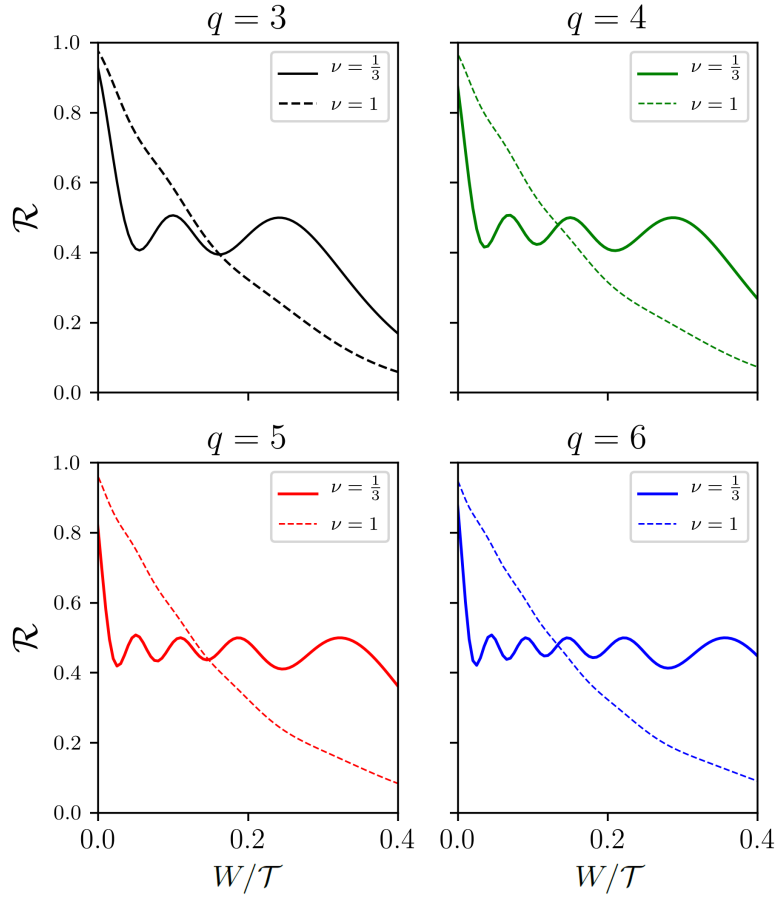 q = 3
q = 4
1.0
0.8
0.6
0.4
0.2
0.0
ℛ
ν = 1/3
ν = 1
ν = 1/3
ν = 1
q = 5
q = 6
1.0
0.8
0.6
0.4
0.2
0.0
ℛ
ν = 1/3
ν = 1
ν = 1/3
ν = 1
0.0 0.2 0.4
0.0 0.2 0.4
W/𝒯
W/𝒯